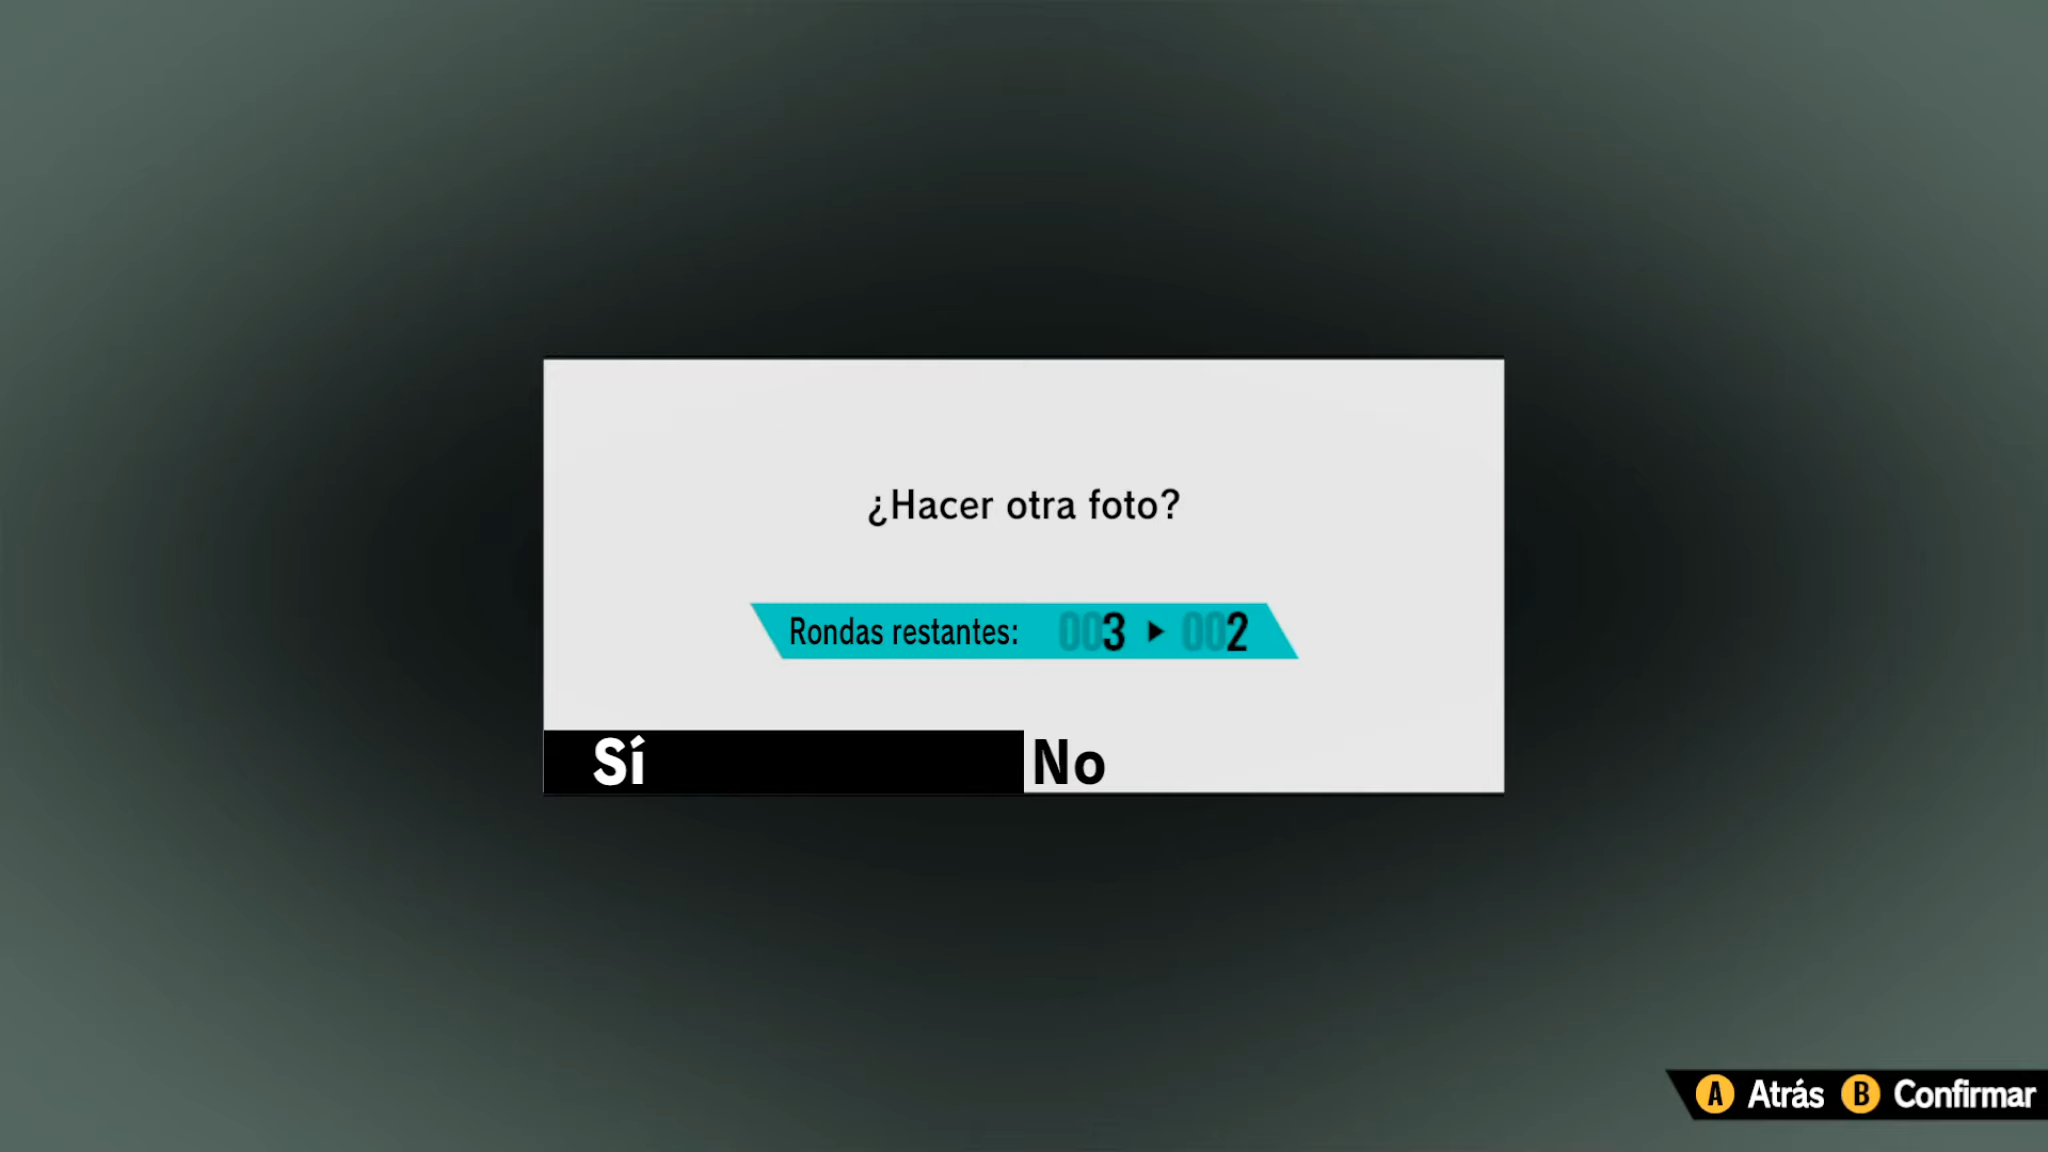 ¿Hacer otra foto?
Rondas restantes: 003 ▶ 002
Sí No
A Atrás B Confirmar